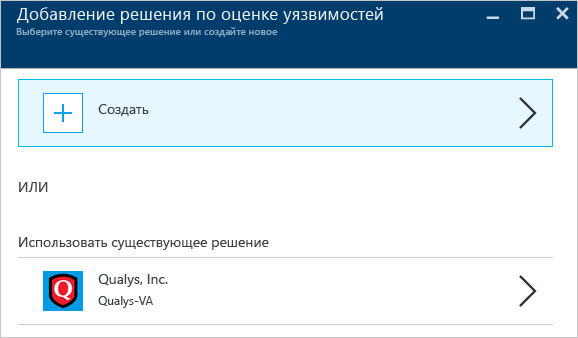 Добавление решения по оценке уязвимостей
Выберите существующее решение или создайте новое
Создать
ИЛИ
Использовать существующее решение
Q
Qualys, Inc.
Qualys-VA